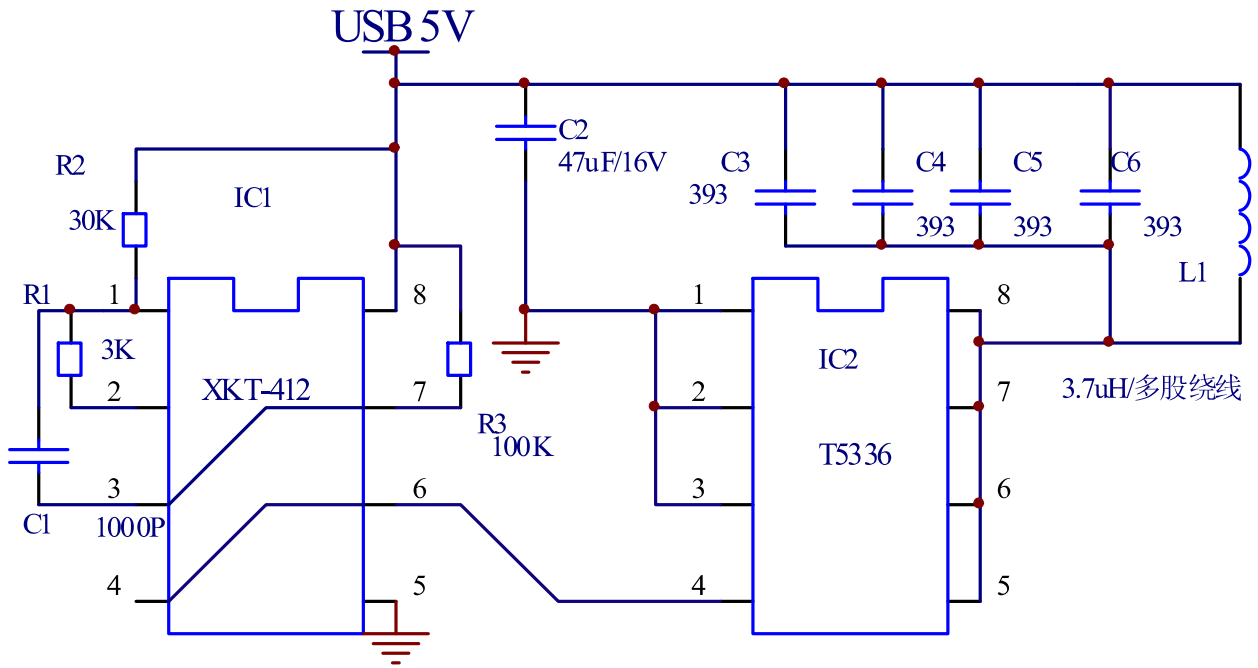 USB 5V
C2
47uF/16V
C3
393
C4
393
C5
393
C6
393
R2
30K
IC1
L1
R1
3K
1
2
3
4
8
7
6
5
XKT-412
R3
100K
C1
1000P
1
2
3
4
IC2
T5336
8
7
6
5
3.7uH/多股绕线